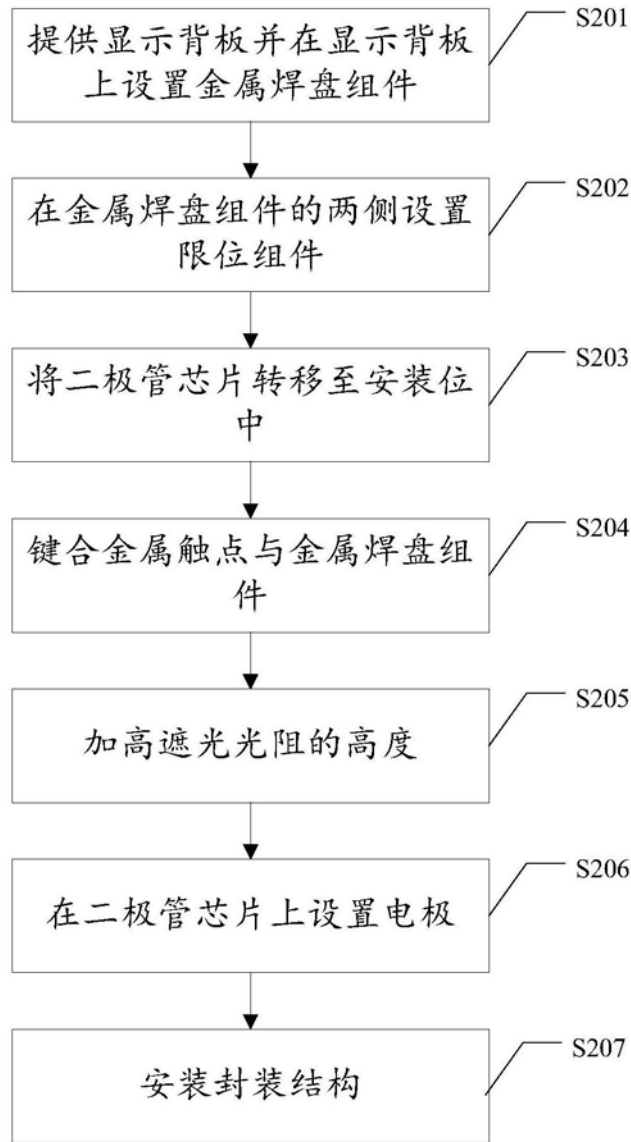 提供显示背板并在显示背板
上设置金属焊盘组件
S201
在金属焊盘组件的两侧设置
限位组件
S202
将二极管芯片转移至安装位
中
S203
键合金属触点与金属焊盘组
件
S204
加高遮光光阻的高度
S205
在二极管芯片上设置电极
S206
安装封装结构
S207